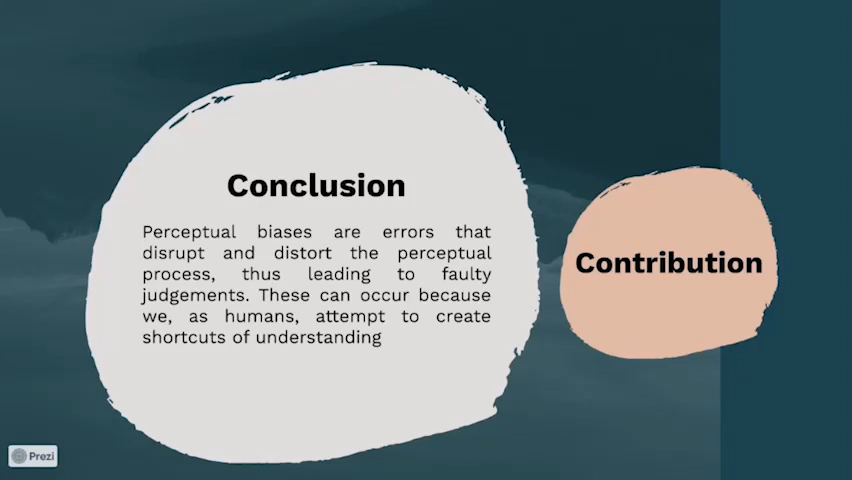 Conclusion
Perceptual biases are errors that
disrupt and distort the perceptual
process, thus leading to faulty
judgements. These can occur because
we, as humans, attempt to create
shortcuts of understanding
Contribution
Prezi